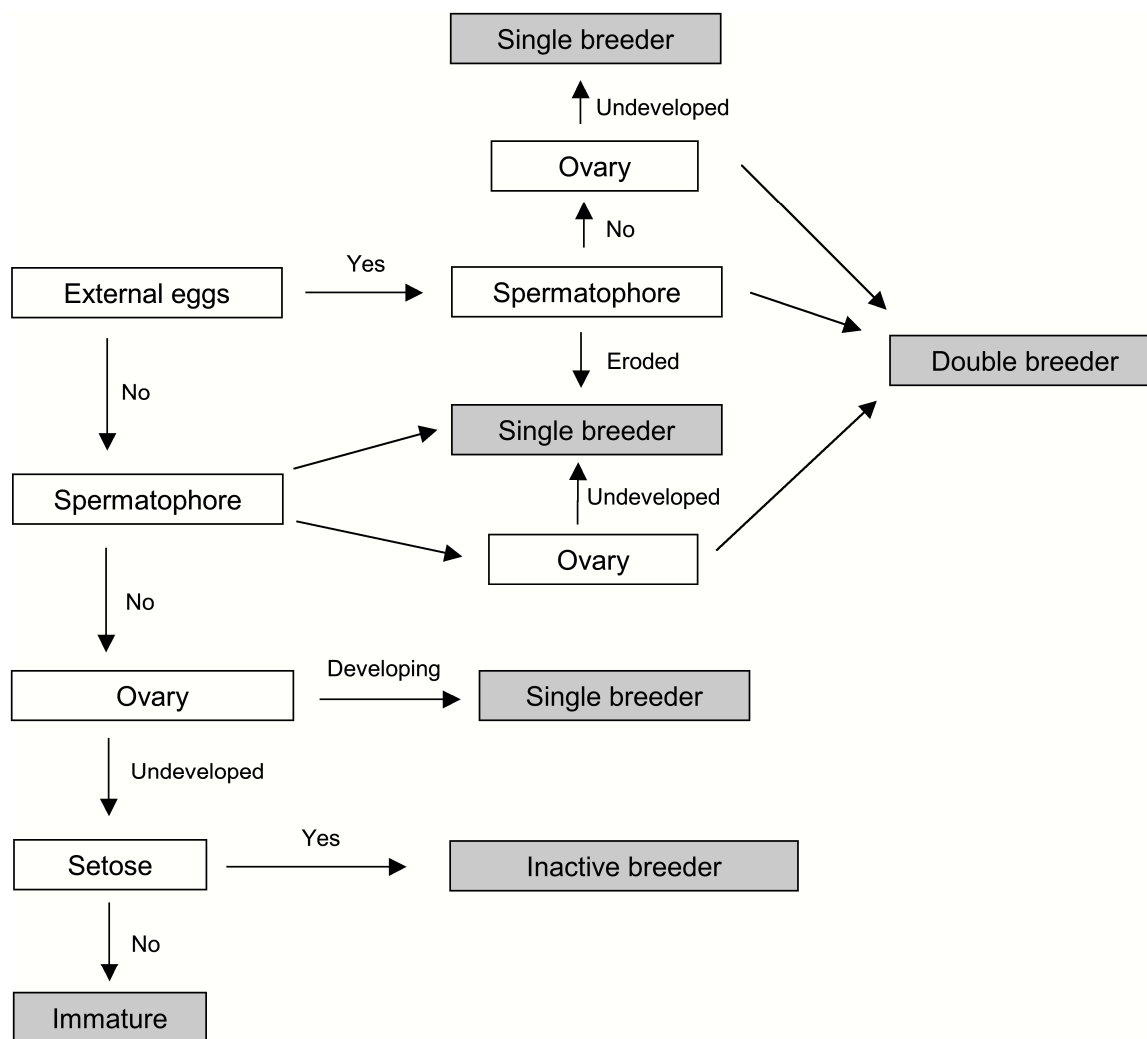 Single breeder
Undeveloped
Ovary
No
External eggs
Yes
Spermatophore
Eroded
Double breeder
No
Single breeder
Spermatophore
Undeveloped
Ovary
No
Ovary
Developing
Single breeder
Undeveloped
Setose
Yes
Inactive breeder
No
Immature